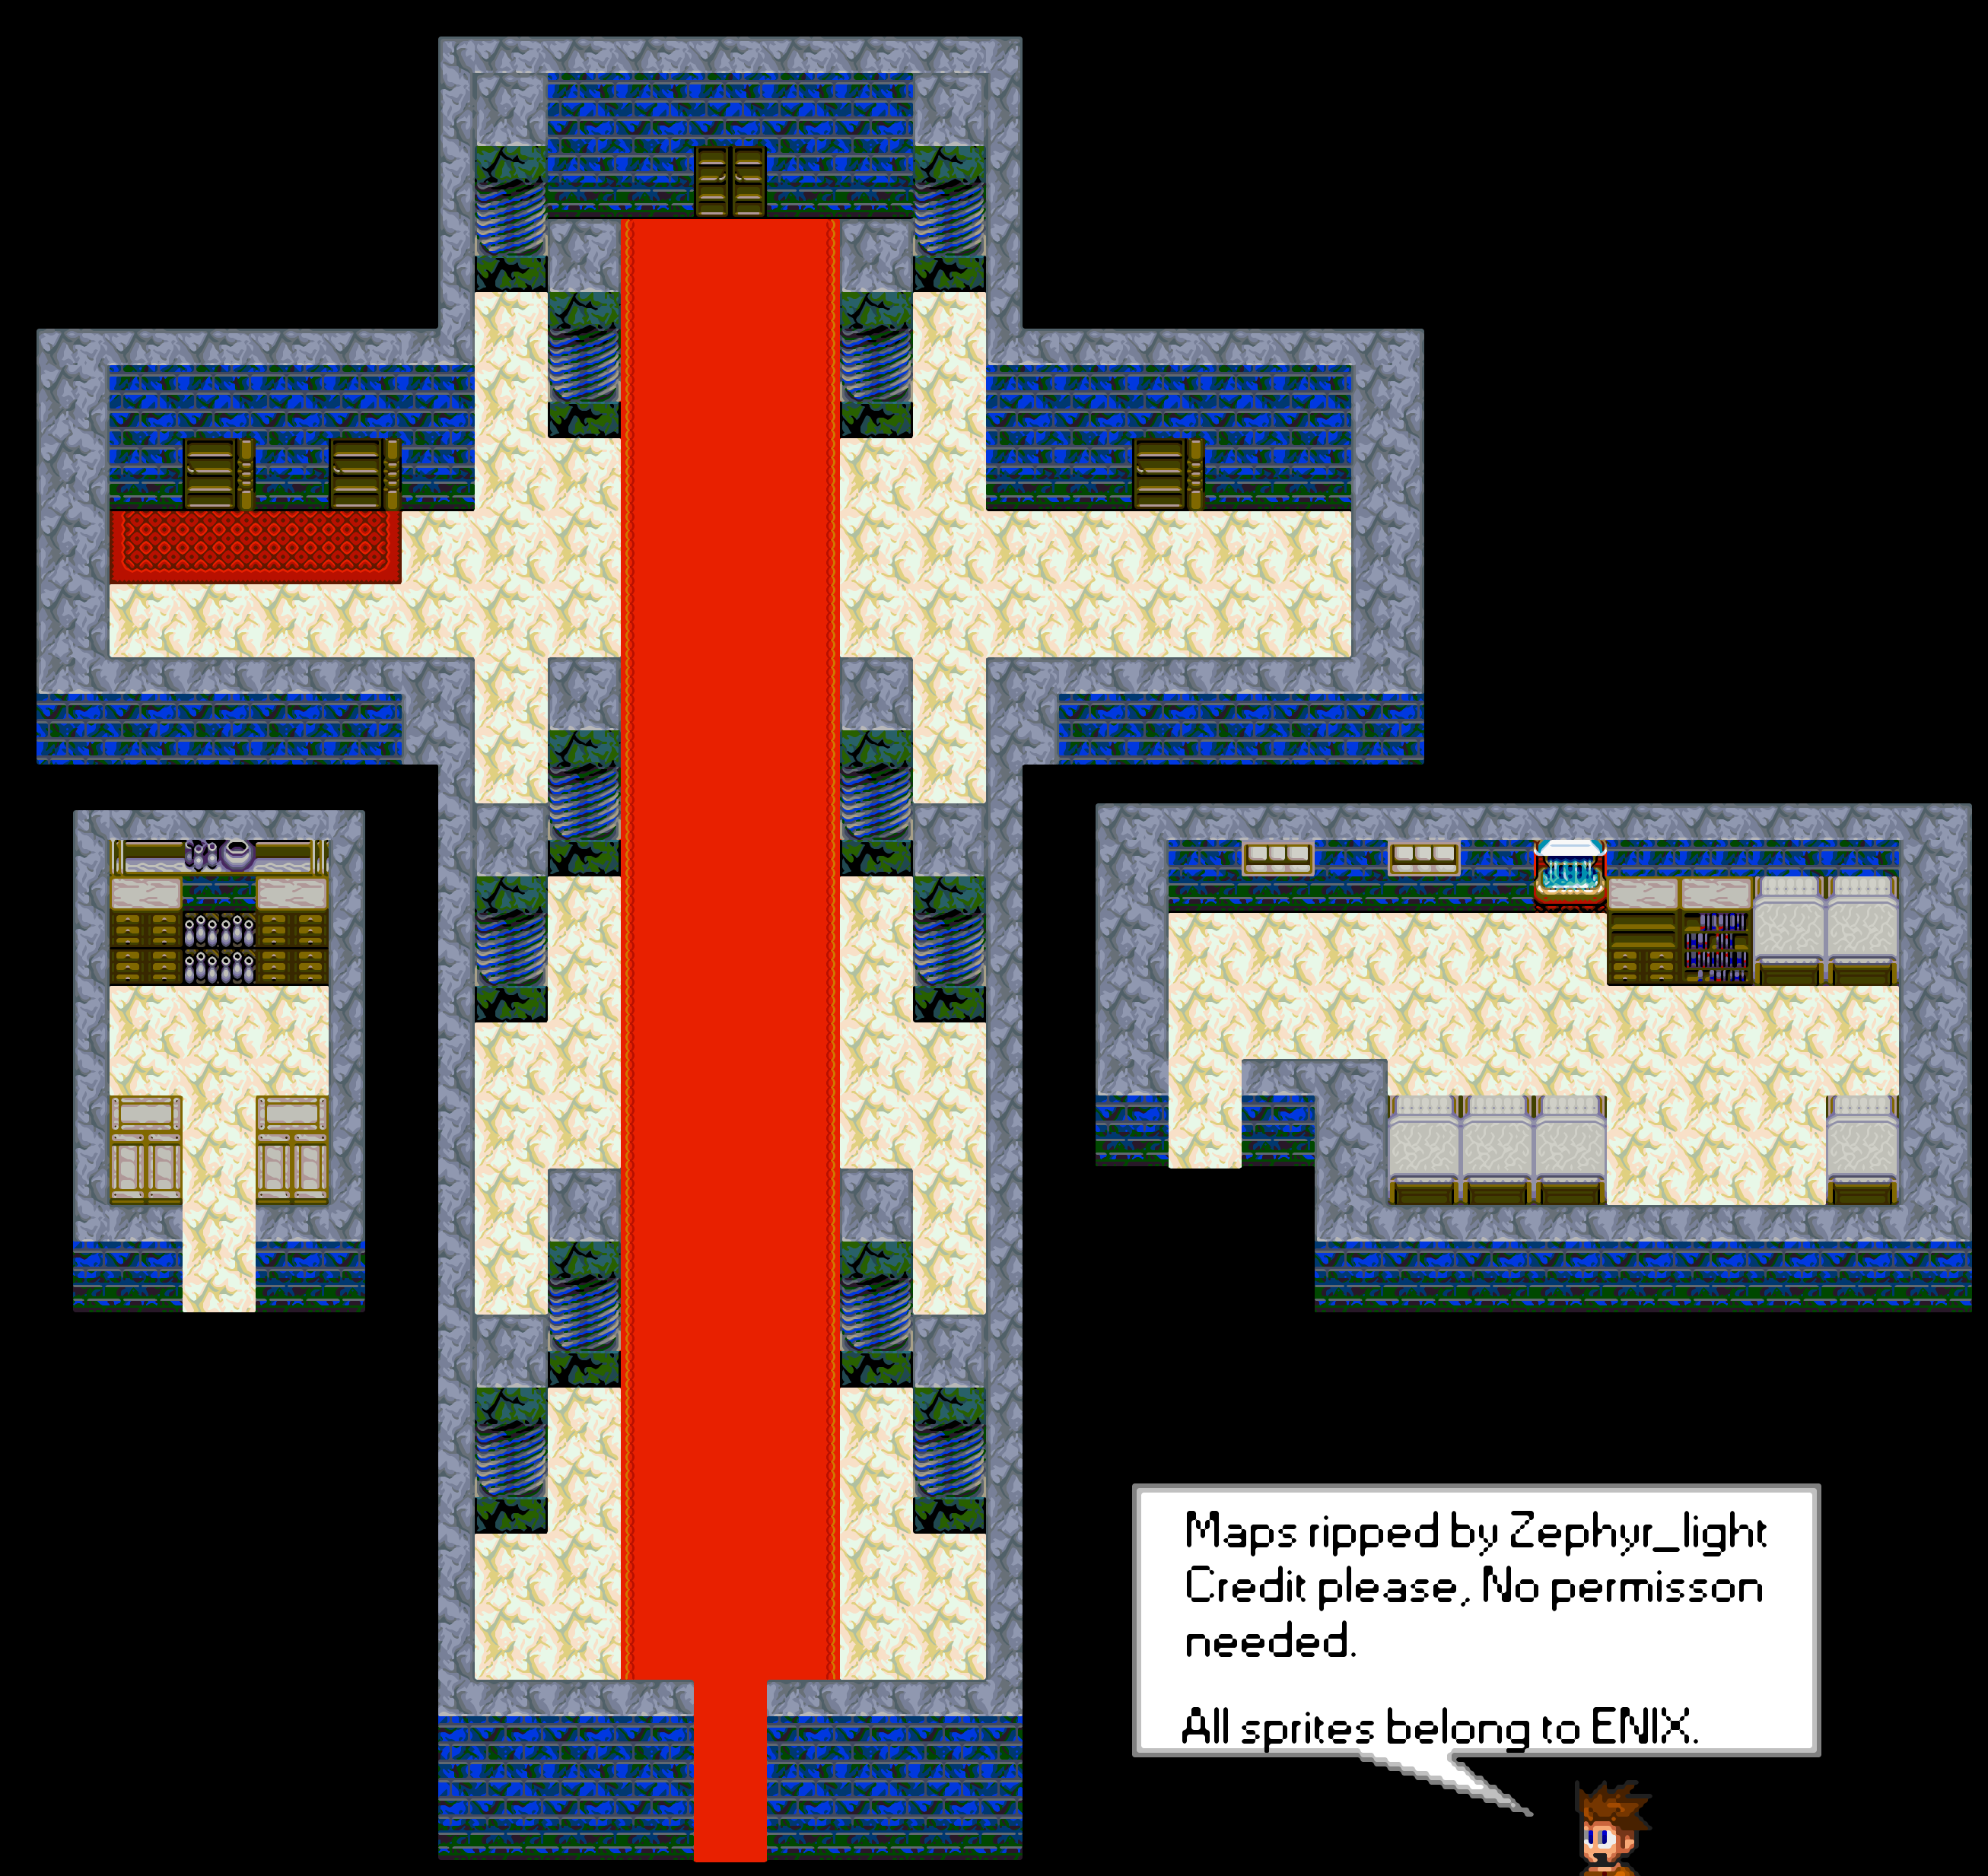 Maps ripped by Zephyr_light
Credit please, No permisson
needed.
All sprites belong to ENIX.